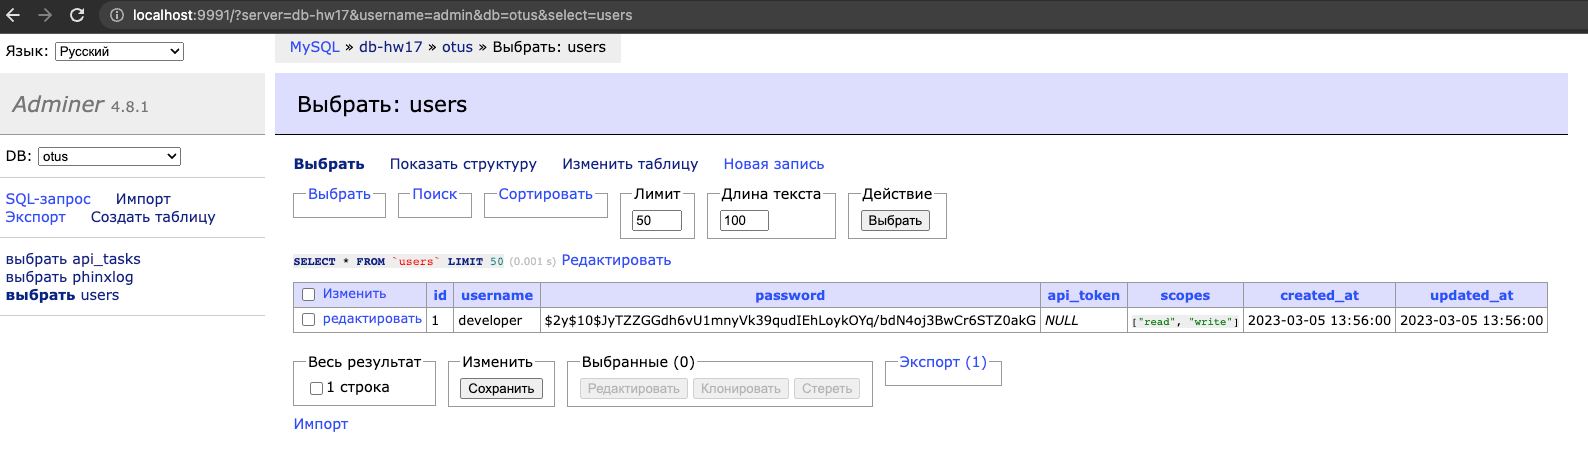 localhost:9991/?server=db-hw17&username=admin&db=otus&select=users
Язык: Русский
MySQL » db-hw17 » otus » Выбрать: users
Adminer 4.8.1
Выбрать: users
DB: otus
Выбрать Показать структуру Изменить таблицу Новая запись
SQL-запрос Импорт
Экспорт Создать таблицу
Выбрать Поиск Сортировать Лимит Длина текста Действие
50 100 Выбрать
выбрать api_tasks
выбрать phinxlog
выбрать users
SELECT * FROM `users` LIMIT 50 (0.001 s) Редактировать
Изменить id username password api_token scopes created_at updated_at
редактировать 1 developer $2y$10$JyTZZGGdh6vU1mnyVk39qudIEhLoykOYq/bdN4oj3BwCr6STZ0akG NULL ["read", "write"] 2023-03-05 13:56:00 2023-03-05 13:56:00
Весь результат Изменить Выбранные (0) Экспорт (1)
1 строка Сохранить Редактировать Клонировать Стереть
Импорт